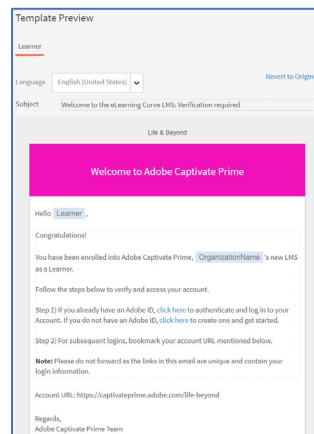 Template Preview
Learner
Language English (United States)
Revert to Origin
Subject Welcome to the eLearning Curve LMS: Verification required
Life & Beyond
Welcome to Adobe Captivate Prime
Hello Learner ,
Congratulations!
You have been enrolled into Adobe Captivate Prime, OrganizationName 's new LMS
as a Learner.
Follow the steps below to verify and access your account.
Step 1) If you already have an Adobe ID, click here to authenticate and log in to your
Account. If you do not have an Adobe ID, click here to create one and get started.
Step 2) For subsequent logins, bookmark your account URL mentioned below.
Note: Please do not forward as the links in this email are unique and contain your
login information.
Account URL: https://captivateprime.adobe.com/life-beyond
Regards,
Adobe Captivate Prime Team